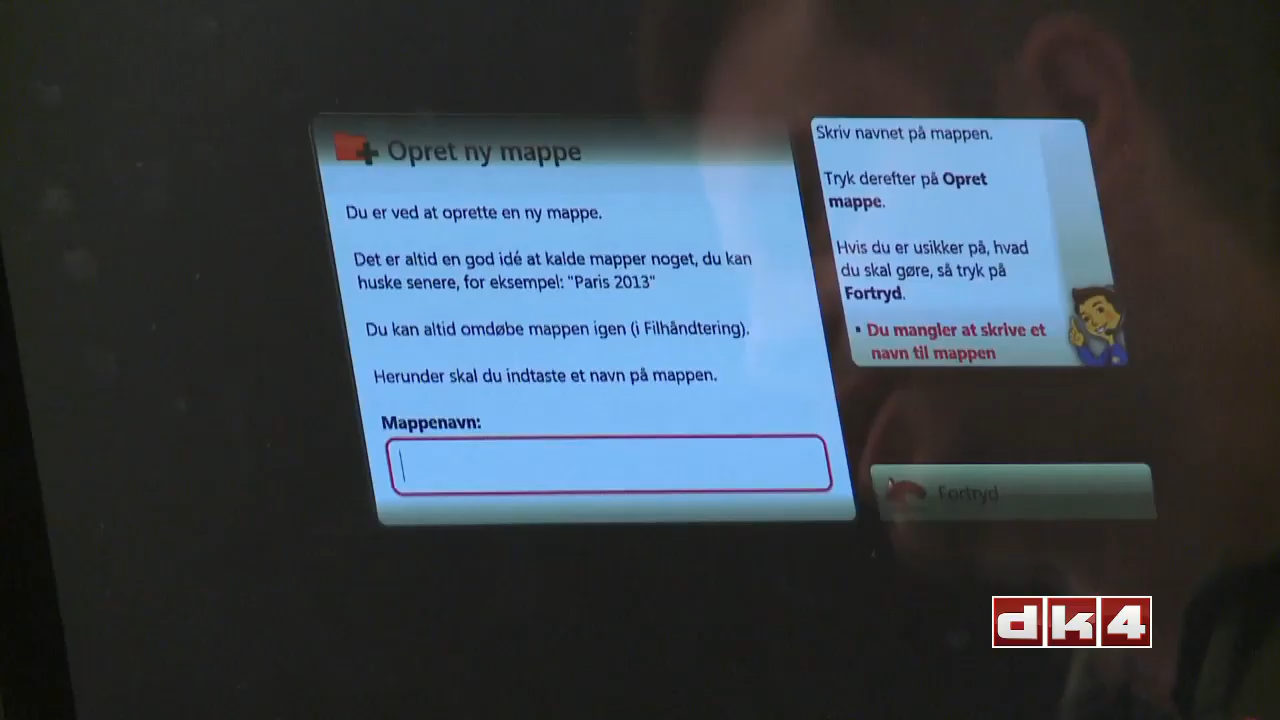 Opret ny mappe
Du er ved at oprette en ny mappe.
Det er altid en god idé at kalde mapper noget, du kan
huske senere, for eksempel: "Paris 2013"
Du kan altid omdøbe mappen igen (i Filhåndtering).
Herunder skal du indtaste et navn på mappen.
Mappenavn:
Skriv navnet på mappen.
Tryk derefter på Opret
mappe.
Hvis du er usikker på, hvad
du skal gøre, så tryk på
Fortryd.
• Du mangler at skrive et
navn til mappen
Fortryd
dk4